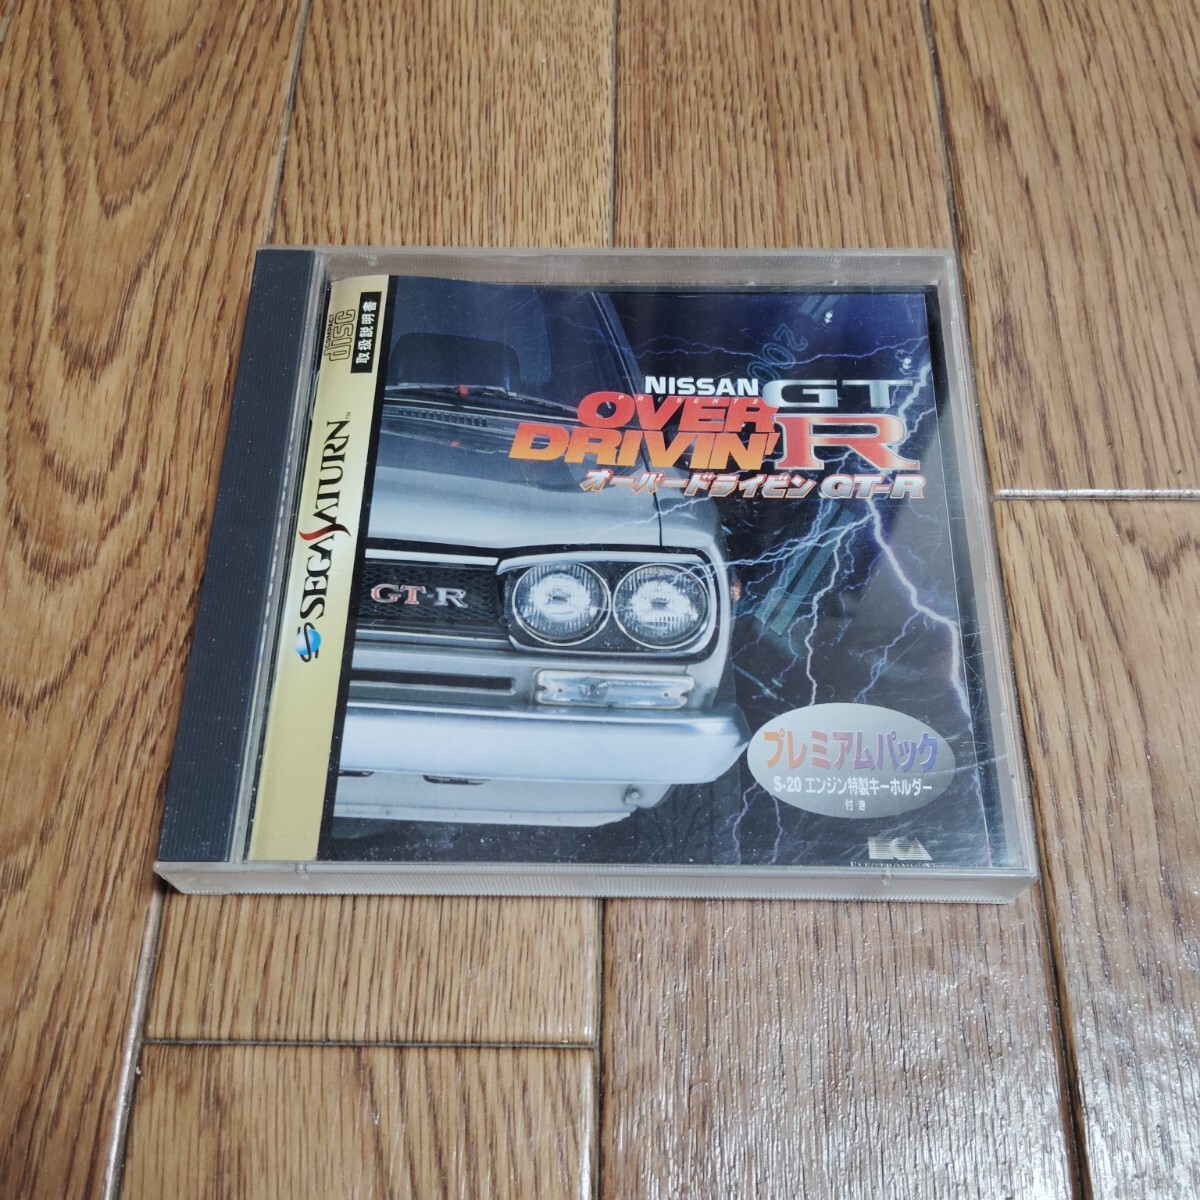 COMPACT
disc
取扱説明書
SEGA SATURN™
NISSAN
PRESENTS
OVER
DRIVIN'
GT
R
オーバードライビン GT-R
GT-R
プレミアムパック
S-20 エンジン特製キーホルダー
付き